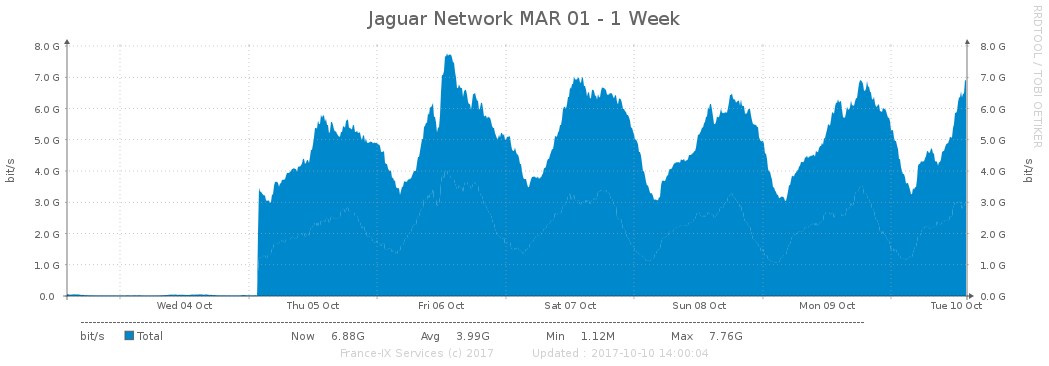 Jaguar Network MAR 01 - 1 Week
RRDTOOL / TOBI OETIKER
bit/s
8.0 G 8.0 G
7.0 G 7.0 G
6.0 G 6.0 G
5.0 G 5.0 G
4.0 G 4.0 G
3.0 G 3.0 G
2.0 G 2.0 G
1.0 G 1.0 G
0.0 0.0 G
bit/s
Wed 04 Oct Thu 05 Oct Fri 06 Oct Sat 07 Oct Sun 08 Oct Mon 09 Oct Tue 10 Oct
bit/s Total Now 6.88G Avg 3.99G Min 1.12M Max 7.76G
France-IX Services (c) 2017 Updated : 2017-10-10 14:00:04